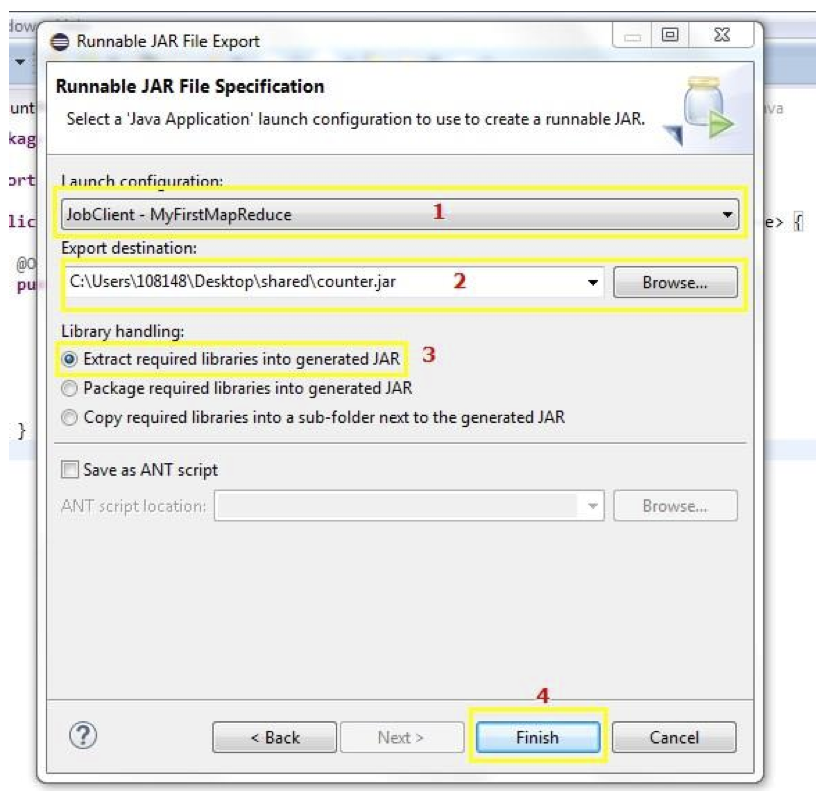 Runnable JAR File Export
Runnable JAR File Specification
Select a 'Java Application' launch configuration to use to create a runnable JAR.
Launch configuration:
JobClient - MyFirstMapReduce 1
Export destination:
C:\Users\108148\Desktop\shared\counter.jar 2 Browse...
Library handling:
Extract required libraries into generated JAR 3
Package required libraries into generated JAR
Copy required libraries into a sub-folder next to the generated JAR
Save as ANT script
ANT script location: Browse...
4
? < Back Next > Finish Cancel